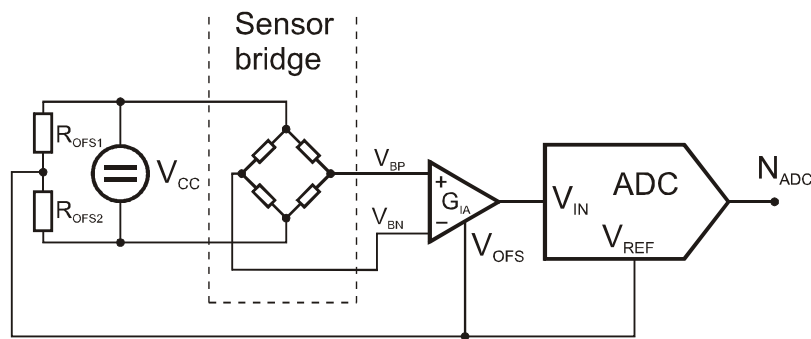 Sensor
bridge
R_OFS1
V_CC
R_OFS2
V_BP
V_BN
+
G_IA
−
V_OFS
V_IN
ADC
V_REF
N_ADC